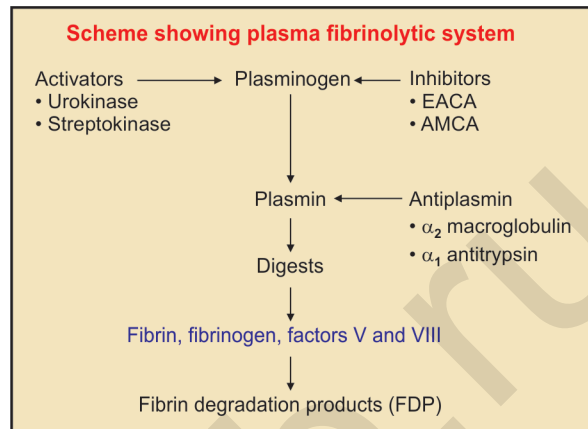 Scheme showing plasma fibrinolytic system
Activators Plasminogen Inhibitors
• Urokinase • EACA
• Streptokinase • AMCA
Plasmin Antiplasmin
• α₂ macroglobulin
• α₁ antitrypsin
Digests
Fibrin, fibrinogen, factors V and VIII
Fibrin degradation products (FDP)